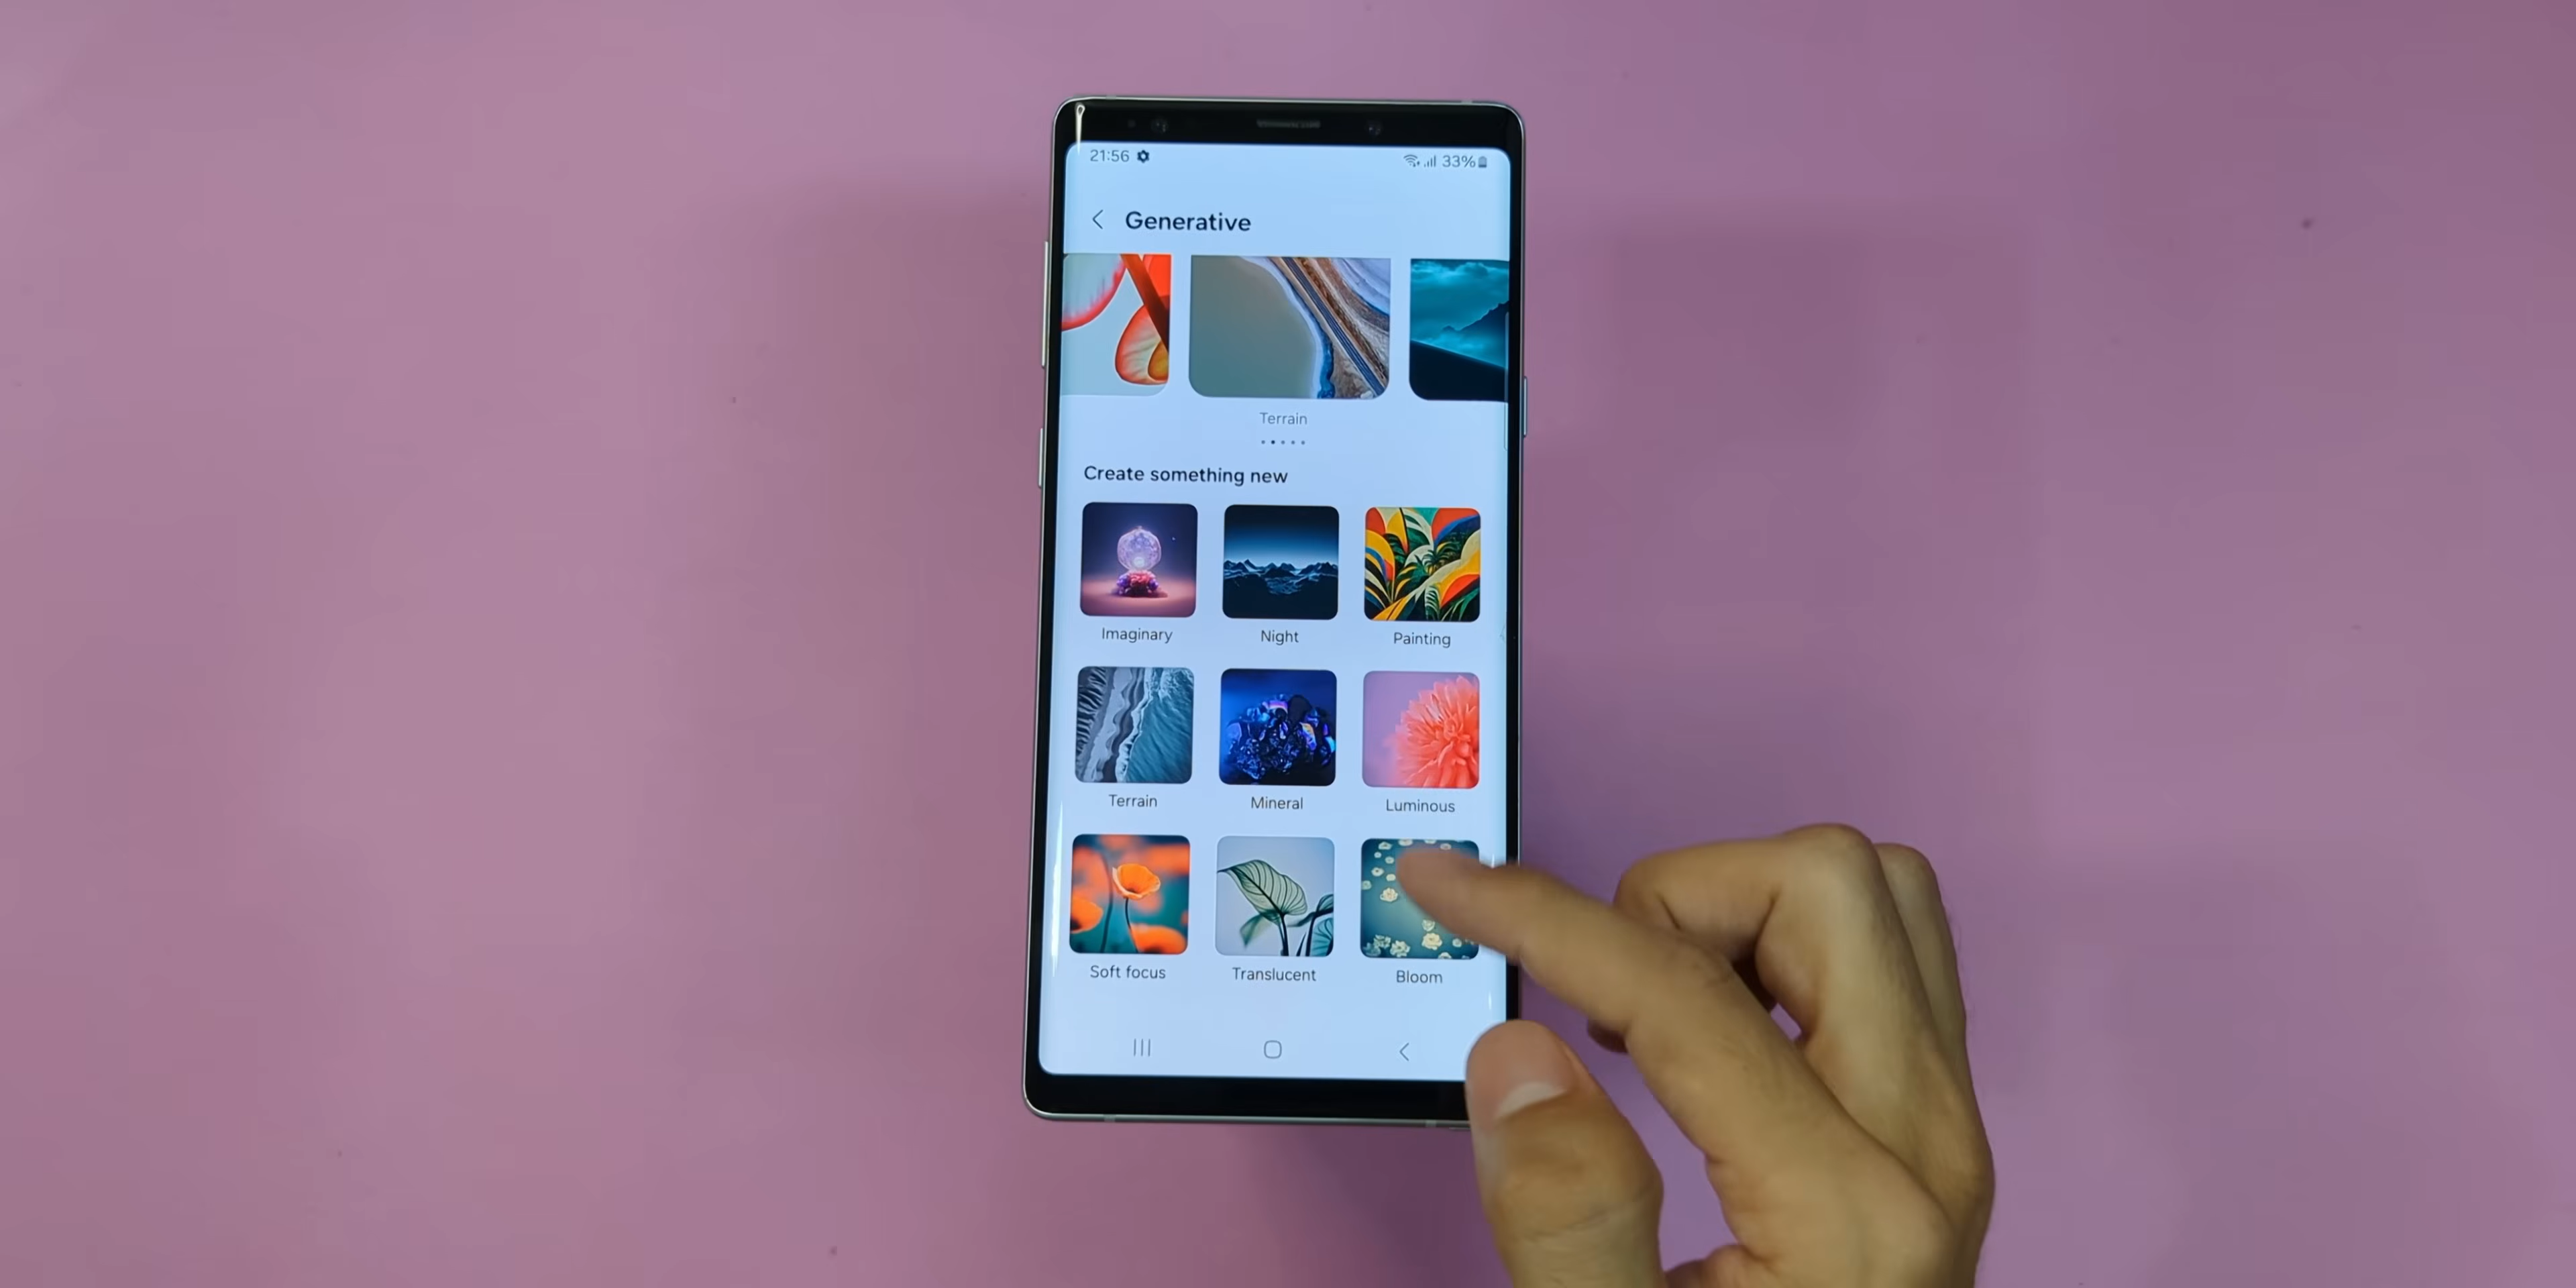 21:56 33%
Generative
Terrain
Create something new
Imaginary Night Painting
Terrain Mineral Luminous
Soft focus Translucent Bloom